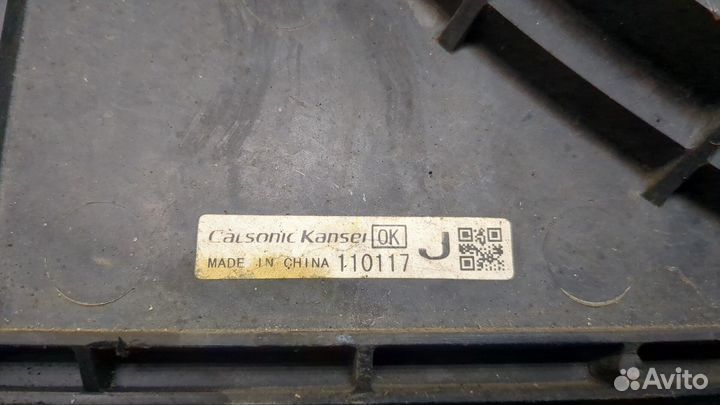 Calsonic Kansei OK J
MADE IN CHINA 110117
Avito